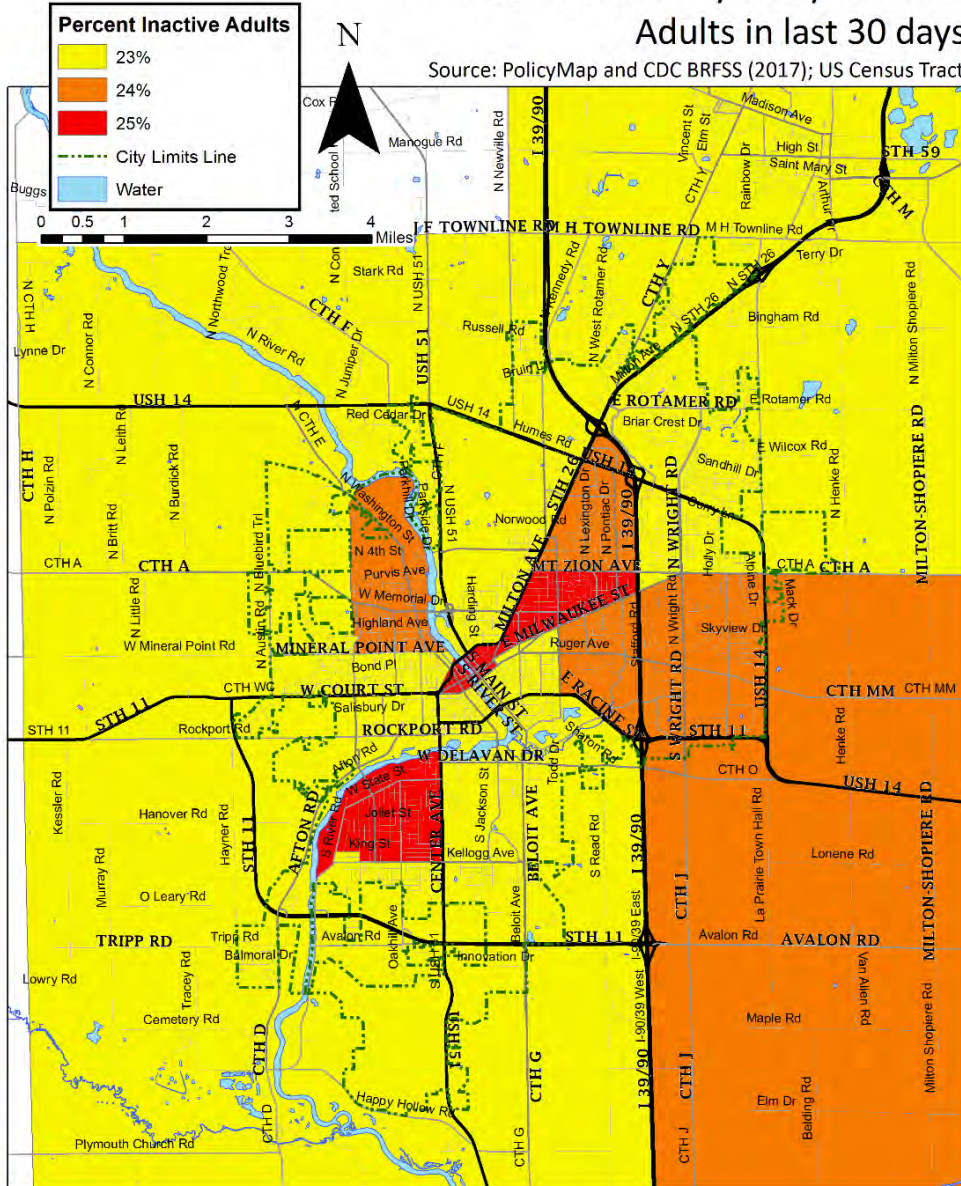 Adults in last 30 days
Source: PolicyMap and CDC BRFSS (2017); US Census Tract
Percent Inactive Adults
23%
24%
25%
City Limits Line
Water
N
0 0.5 1 2 3 4
Miles
Manogue Rd
N Newville Rd
I 39/90
Vincent St
Elm St
Madison Ave
High St
Saint Mary St
STH 59
CTH M
CTH Y
Rainbow Dr
Buggs
F TOWNLINE RD
M H TOWNLINE RD
M H Townline Rd
Terry Dr
N CTH H
N Connor Rd
N Northwood Tr
Stark Rd
CTH F
N USH 51
USH 51
N River Rd
N Juniper Dr
Lynne Dr
Russell Rd
N Kennedy Rd
N West Rotamer Rd
CTH Y
N STH 26
N STH 26
Milton Ave
Bingham Rd
N Milton Shopiere Rd
USH 14
N Leith Rd
N CTH E
Red Cedar Dr
USH 14
Humes Rd
E ROTAMER RD
E Rotamer Rd
Briar Crest Dr
E Wilcox Rd
Sandhill Dr
N Henke Rd
MILTON-SHOPIERE RD
CTH H
N Polzin Rd
N Burdick Rd
N Britt Rd
N Washington St
Parkside Dr
N USH 51
STH 26
USH 14
Norwood Rd
N Lexington Dr
N Pontiac Dr
I 39/90
N WRIGHT RD
Curry Ln
Holly Dr
CTH A
CTH A
N Bluebird Trl
N 4th St
Purvis Ave
W Memorial Dr
Highland Ave
Harding St
MILTON AVE
MT ZION AVE
E MILWAUKEE ST
N Wright Rd
Alpine Dr
CTH A
CTH A
Mack Dr
N Little Rd
N Austin Rd
W Mineral Point Rd
MINERAL POINT AVE
Bond Pl
S MAIN ST
S RIVER ST
Ruger Ave
Stafford Rd
Skyview Dr
USH 14
CTH MM
CTH MM
CTH WC
W COURT ST
Salisbury Dr
E RACINE ST
S WRIGHT RD
STH 11
STH 11
Rockport Rd
ROCKPORT RD
Sharon Rd
STH 11
Henke Rd
Afton Rd
W DELAVAN DR
Todd Dr
CTH O
USH 14
Kessler Rd
Hanover Rd
Hayner Rd
STH 11
AFTON RD
S River Rd
W State St
Joliet St
King St
CENTER AVE
S Jackson St
Kellogg Ave
BELOIT AVE
S Read Rd
I 39/90
CTH J
La Prairie Town Hall Rd
Lonene Rd
MILTON-SHOPIERE RD
Murray Rd
O Leary Rd
TRIPP RD
Tripp Rd
Balmoral Dr
Avalon Rd
Oakhill Ave
Beloit Ave
Innovation Dr
STH 11
I-90/39 East
Avalon Rd
AVALON RD
Lowry Rd
Tracey Rd
Cemetery Rd
CTH D
USH 51
CTH G
I-90/39 West
I 39/90
CTH J
Maple Rd
Van Allen Rd
Milton Shopiere Rd
Happy Hollow Rd
Elm Dr
Belding Rd
Plymouth Church Rd
CTH D
CTH G
CTH J